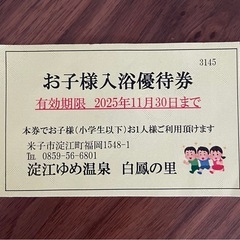 3145
お子様入浴優待券
有効期限 2025年11月30日まで
本券でお子様(小学生以下)お1人様ご利用頂けます
米子市淀江町福岡1548-1
℡ 0859-56-6801
淀江ゆめ温泉 白鳳の里